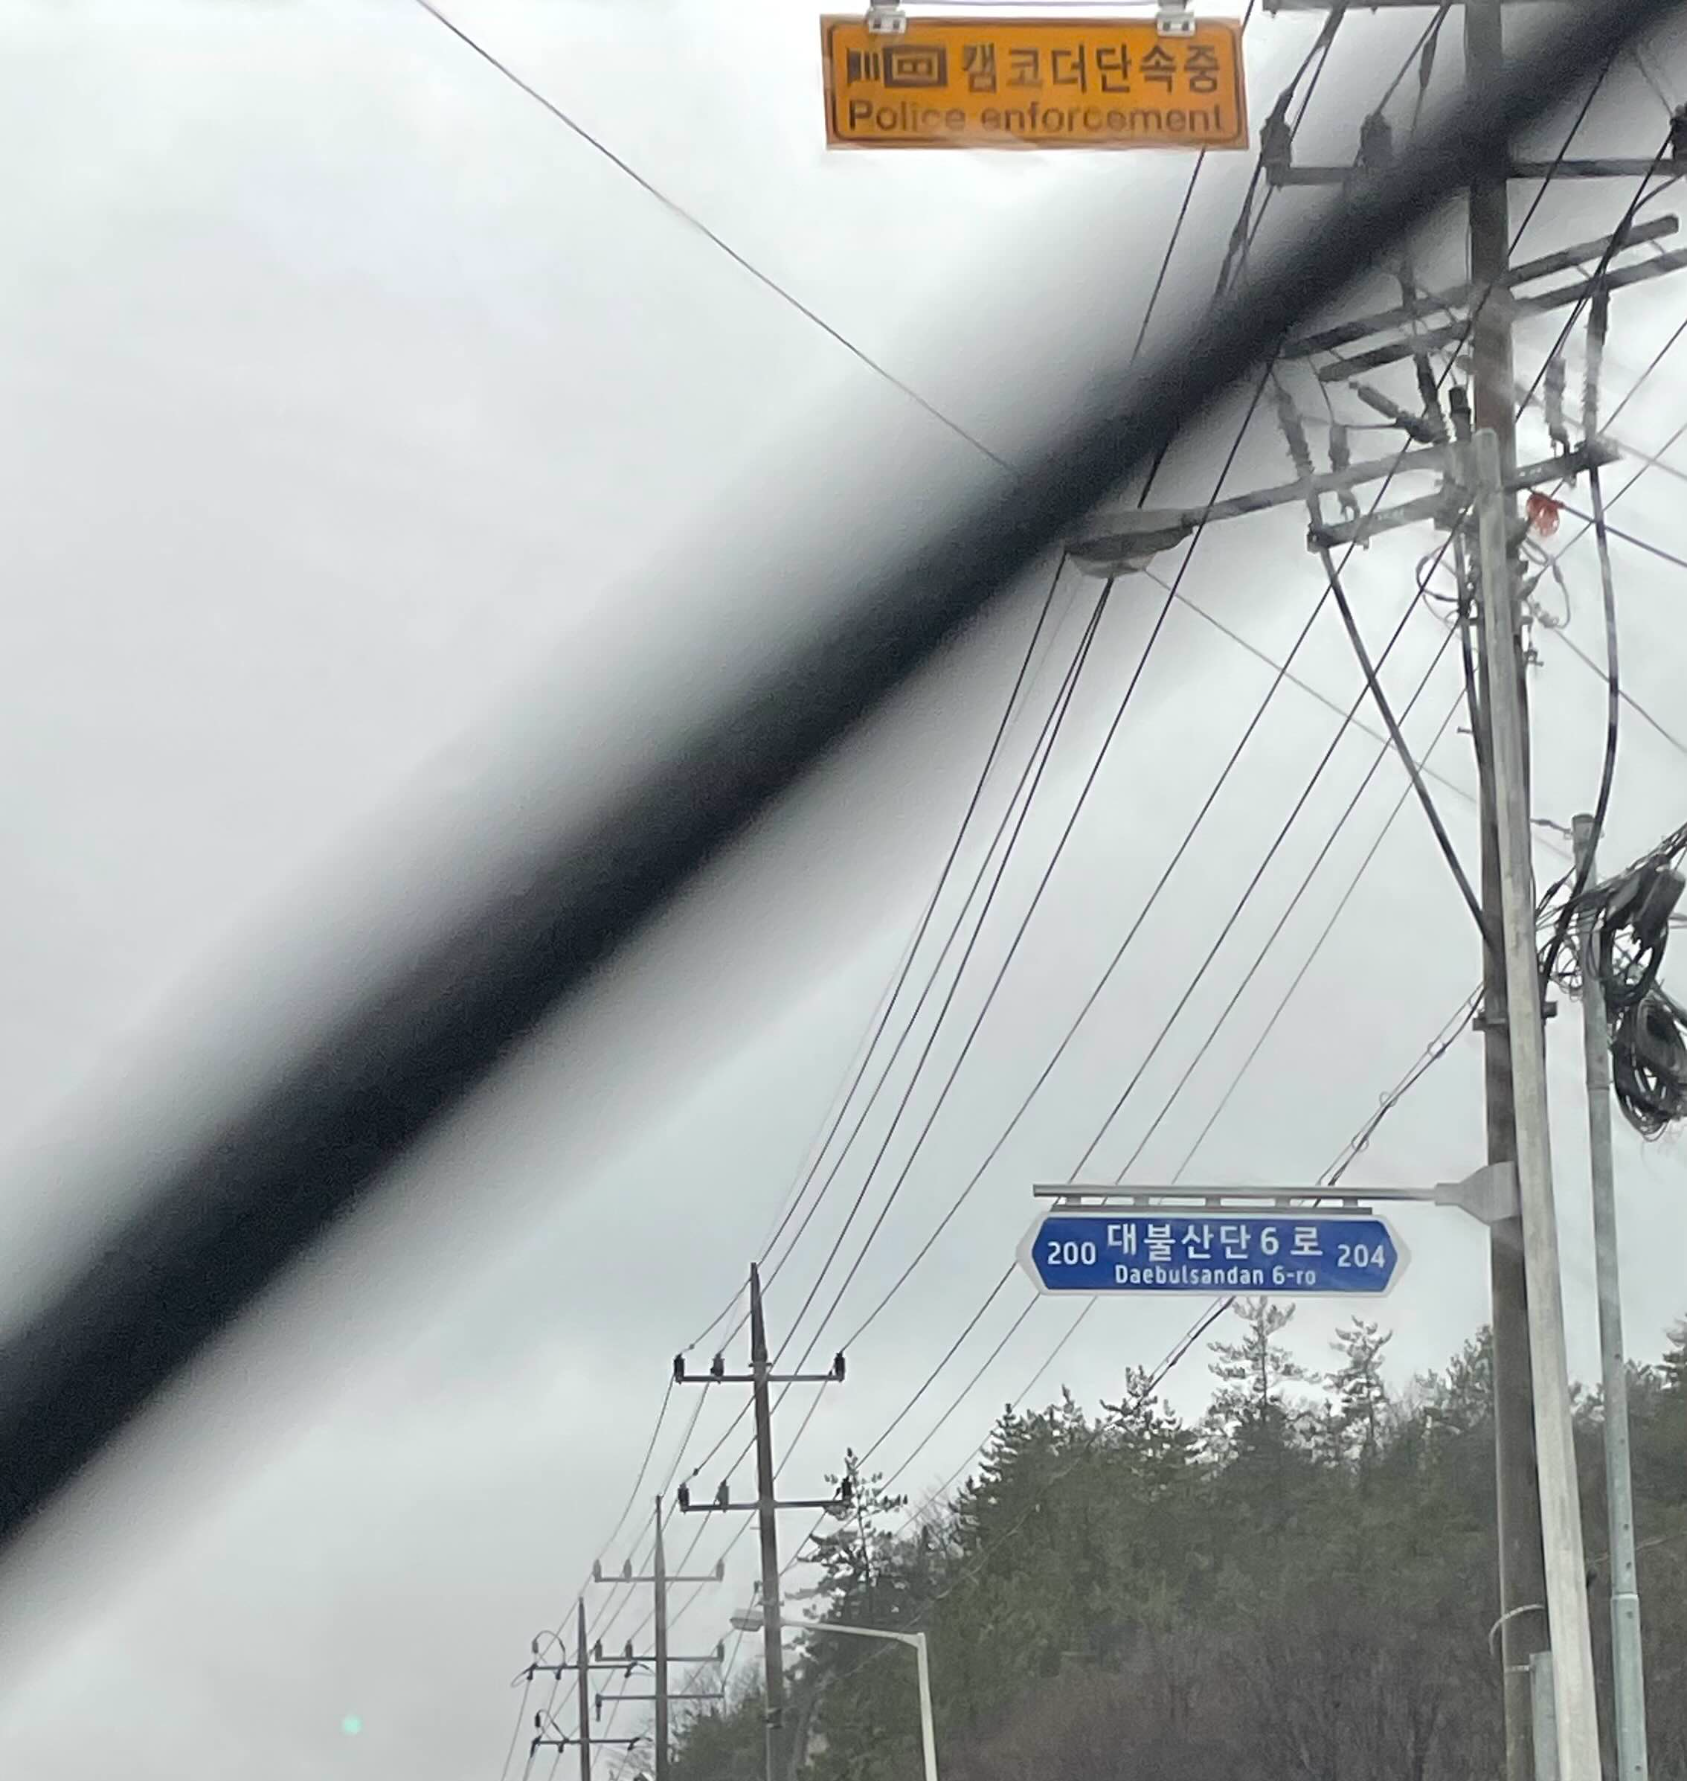 캠코더단속중
Police enforcement
200 대불산단6로 204
Daebulsandan 6-ro